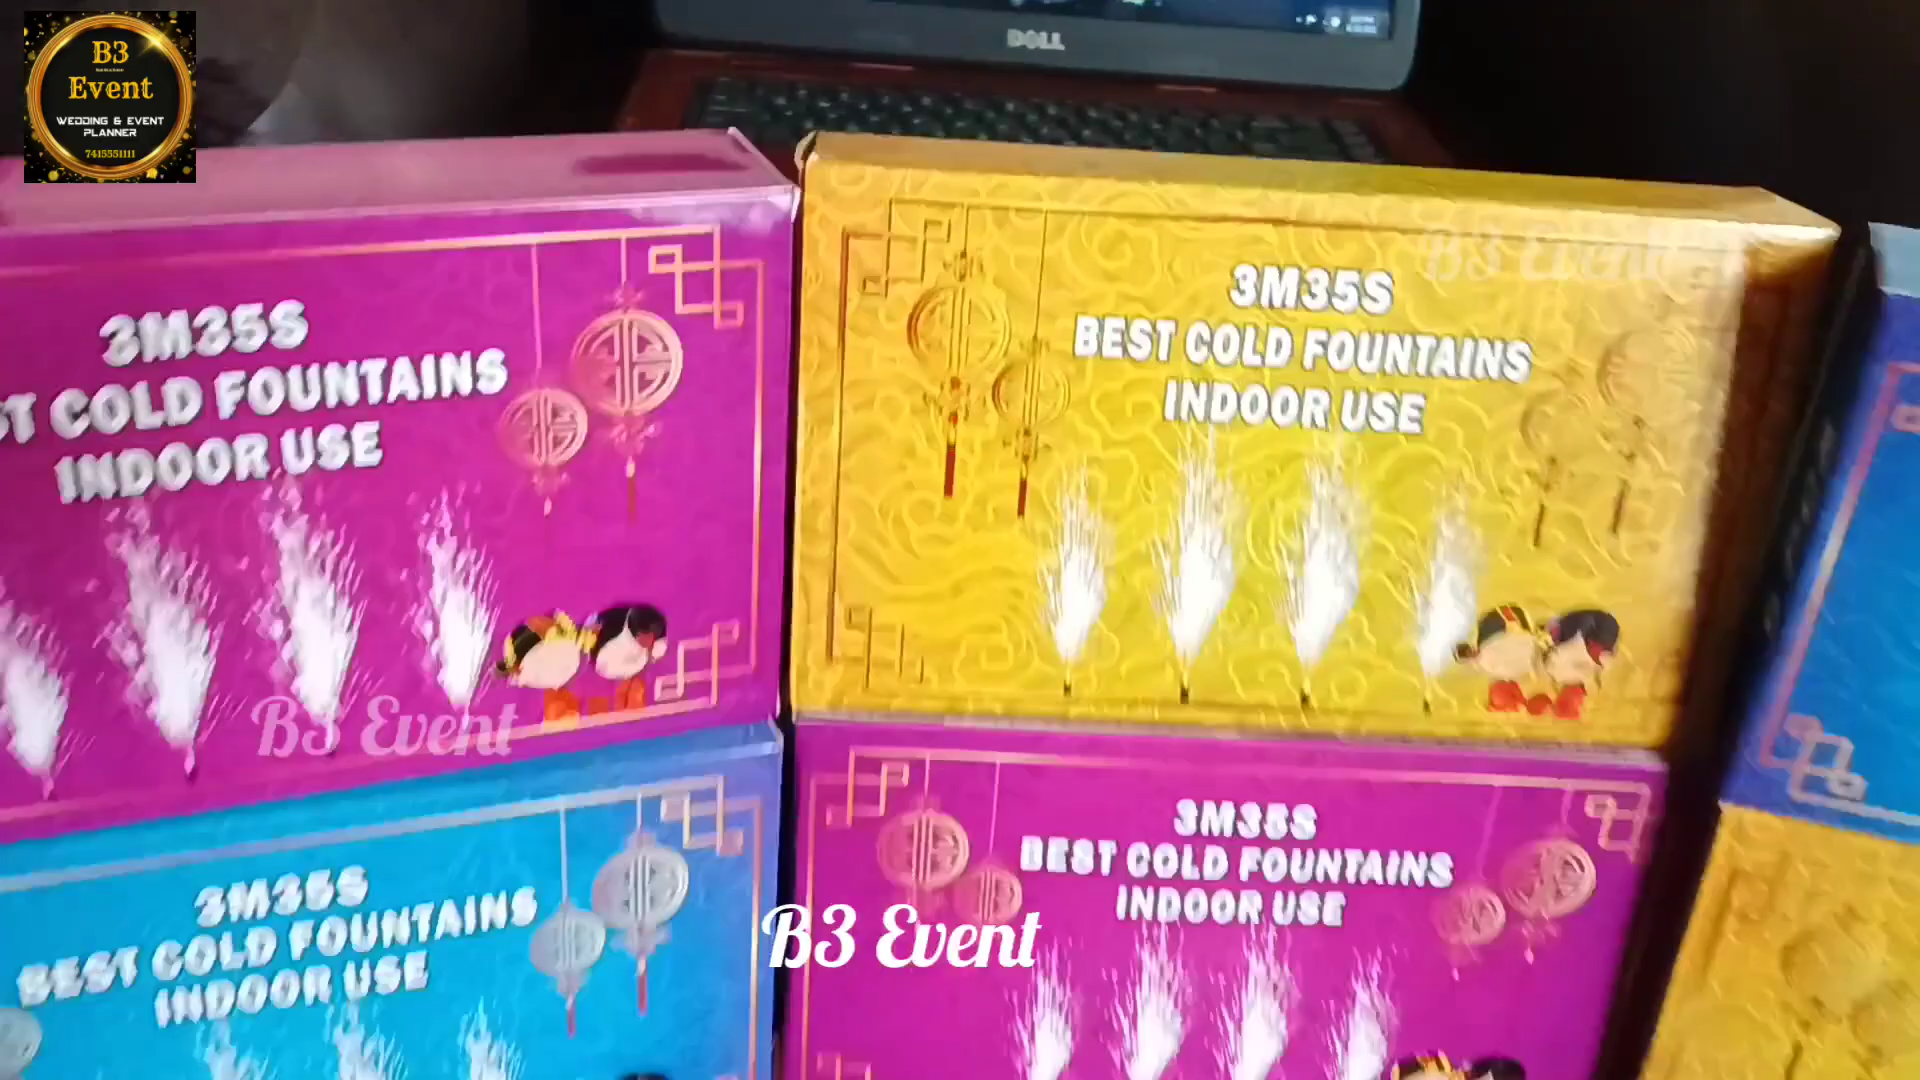 B3
Event
WEDDING & EVENT
PLANNER
7415551111
DELL
3M35S
ST COLD FOUNTAINS
INDOOR USE
B3 Event
3M35S
BEST COLD FOUNTAINS
INDOOR USE
B3 Event
3M35S
BEST COLD FOUNTAINS
INDOOR USE
3M35S
BEST COLD FOUNTAINS
INDOOR USE
B3 Event